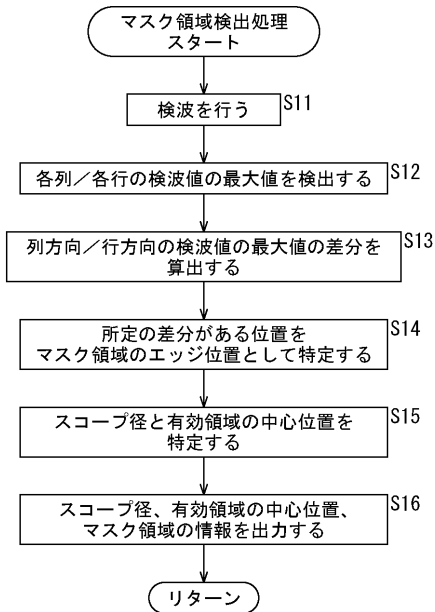 マスク領域検出処理
スタート
検波を行う
S11
各列／各行の検波値の最大値を検出する
S12
列方向／行方向の検波値の最大値の差分を
算出する
S13
所定の差分がある位置を
マスク領域のエッジ位置として特定する
S14
スコープ径と有効領域の中心位置を
特定する
S15
スコープ径、有効領域の中心位置、
マスク領域の情報を出力する
S16
リターン